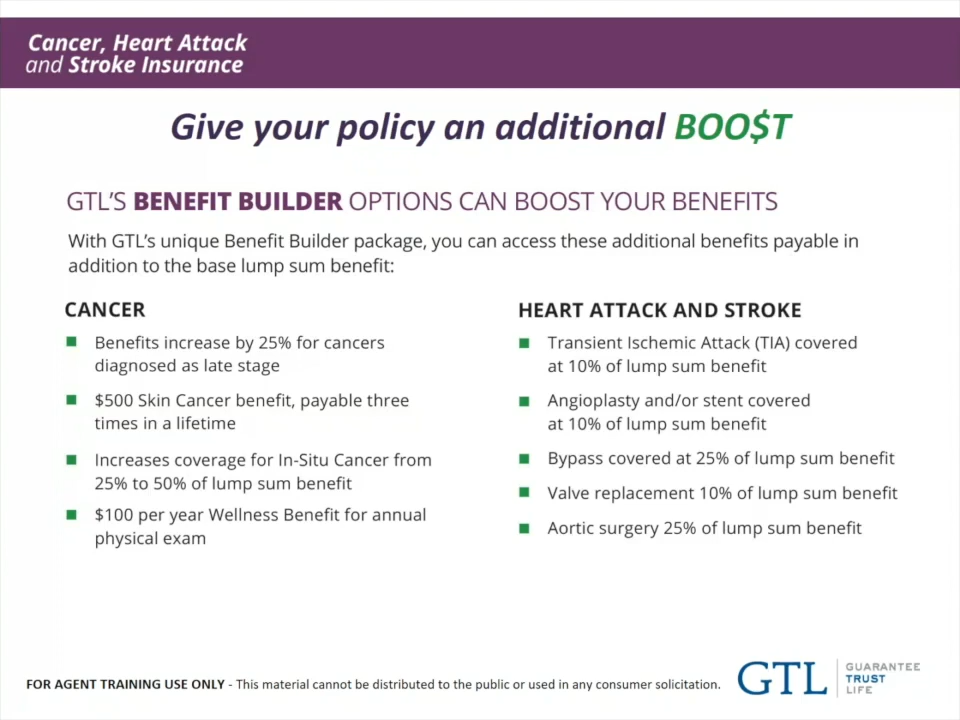 Cancer, Heart Attack
and Stroke Insurance
Give your policy an additional BOO$T
GTL'S BENEFIT BUILDER OPTIONS CAN BOOST YOUR BENEFITS
With GTL's unique Benefit Builder package, you can access these additional benefits payable in
addition to the base lump sum benefit:
CANCER
Benefits increase by 25% for cancers
diagnosed as late stage
$500 Skin Cancer benefit, payable three
times in a lifetime
Increases coverage for In-Situ Cancer from
25% to 50% of lump sum benefit
$100 per year Wellness Benefit for annual
physical exam
HEART ATTACK AND STROKE
Transient Ischemic Attack (TIA) covered
at 10% of lump sum benefit
Angioplasty and/or stent covered
at 10% of lump sum benefit
Bypass covered at 25% of lump sum benefit
Valve replacement 10% of lump sum benefit
Aortic surgery 25% of lump sum benefit
FOR AGENT TRAINING USE ONLY - This material cannot be distributed to the public or used in any consumer solicitation.
GTL
GUARANTEE
TRUST
LIFE